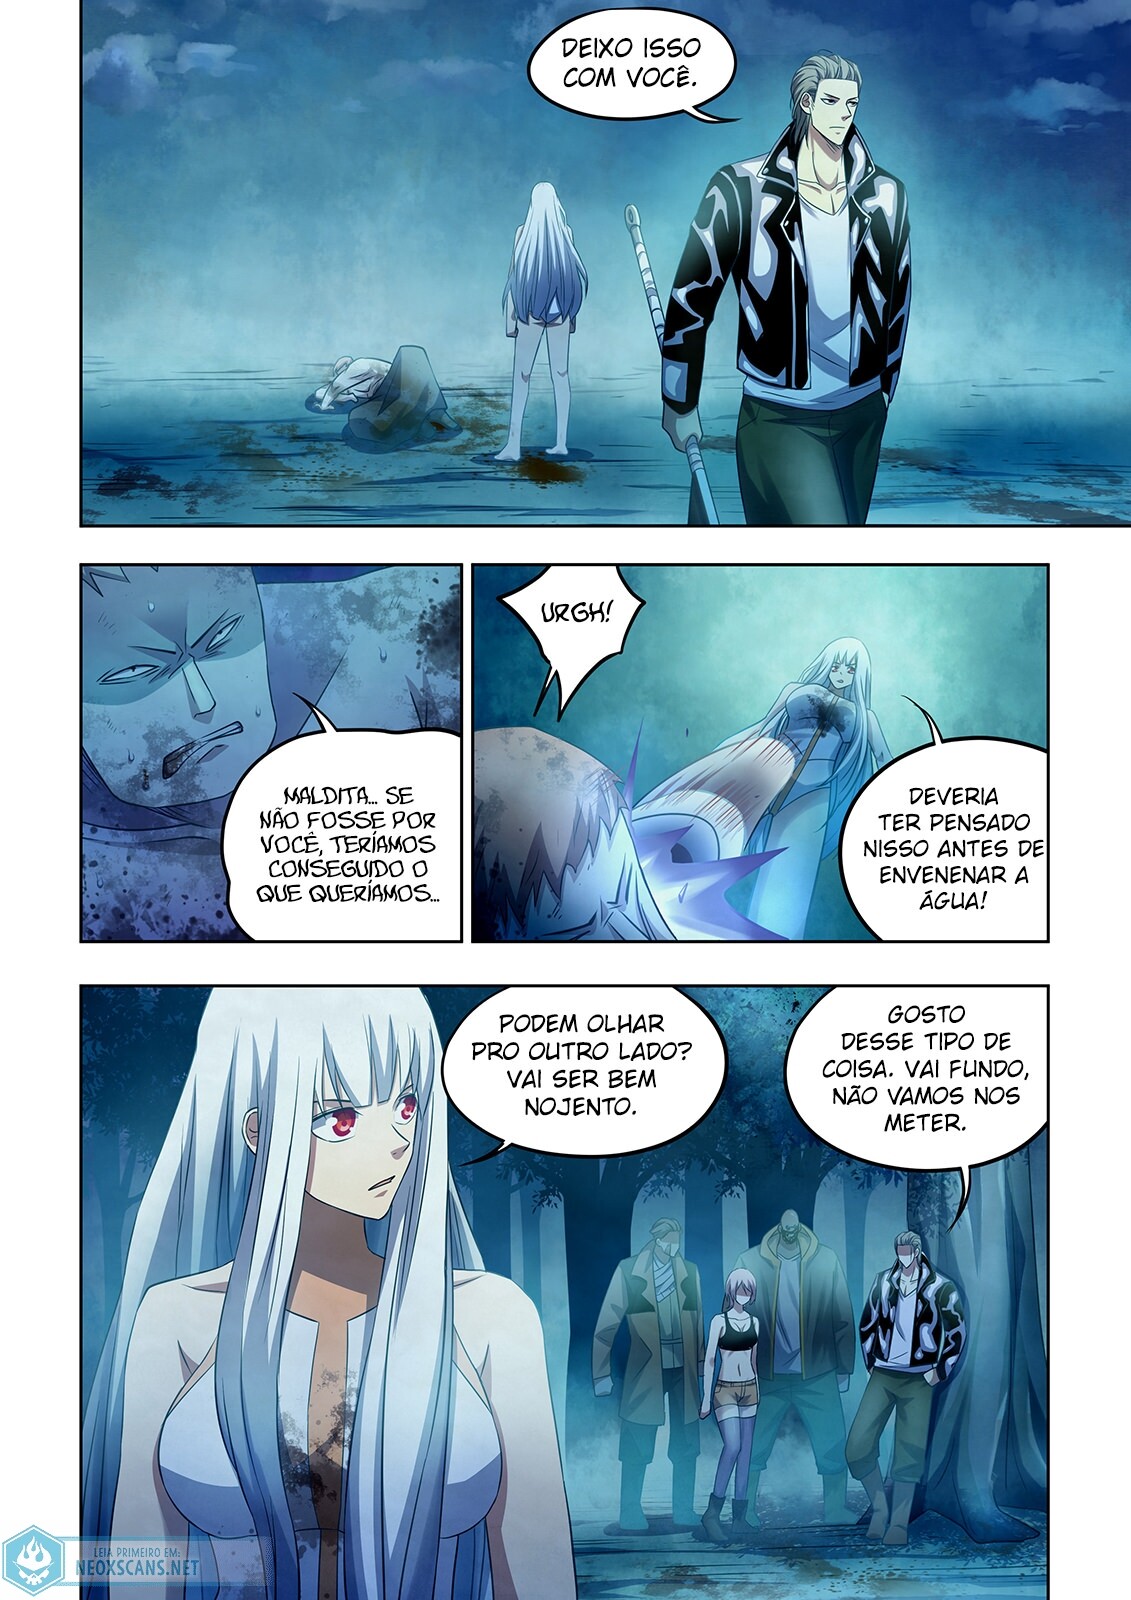 DEIXO ISSO
COM VOCÊ.
MALDITA... SE
NÃO FOSSE POR
VOCÊ, TERÍAMOS
CONSEGUIDO O
QUE QUERÍAMOS...
URGH!
DEVERIA
TER PENSADO
NISSO ANTES DE
ENVENENAR A
ÁGUA!
PODEM OLHAR
PRO OUTRO LADO?
VAI SER BEM
NOJENTO.
GOSTO
DESSE TIPO DE
COISA. VAI FUNDO,
NÃO VAMOS NOS
METER.
LEIA PRIMEIRO EM:
NEOXSCANS.NET